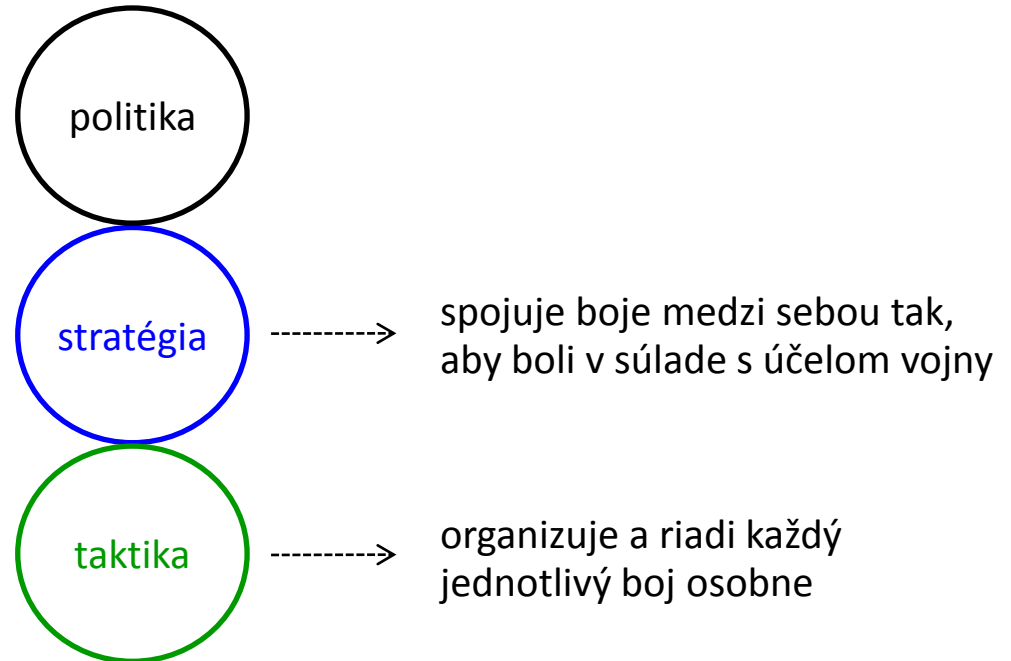 politika
stratégia
spojuje boje medzi sebou tak,
aby boli v súlade s účelom vojny
taktika
organizuje a riadi každý
jednotlivý boj osobne